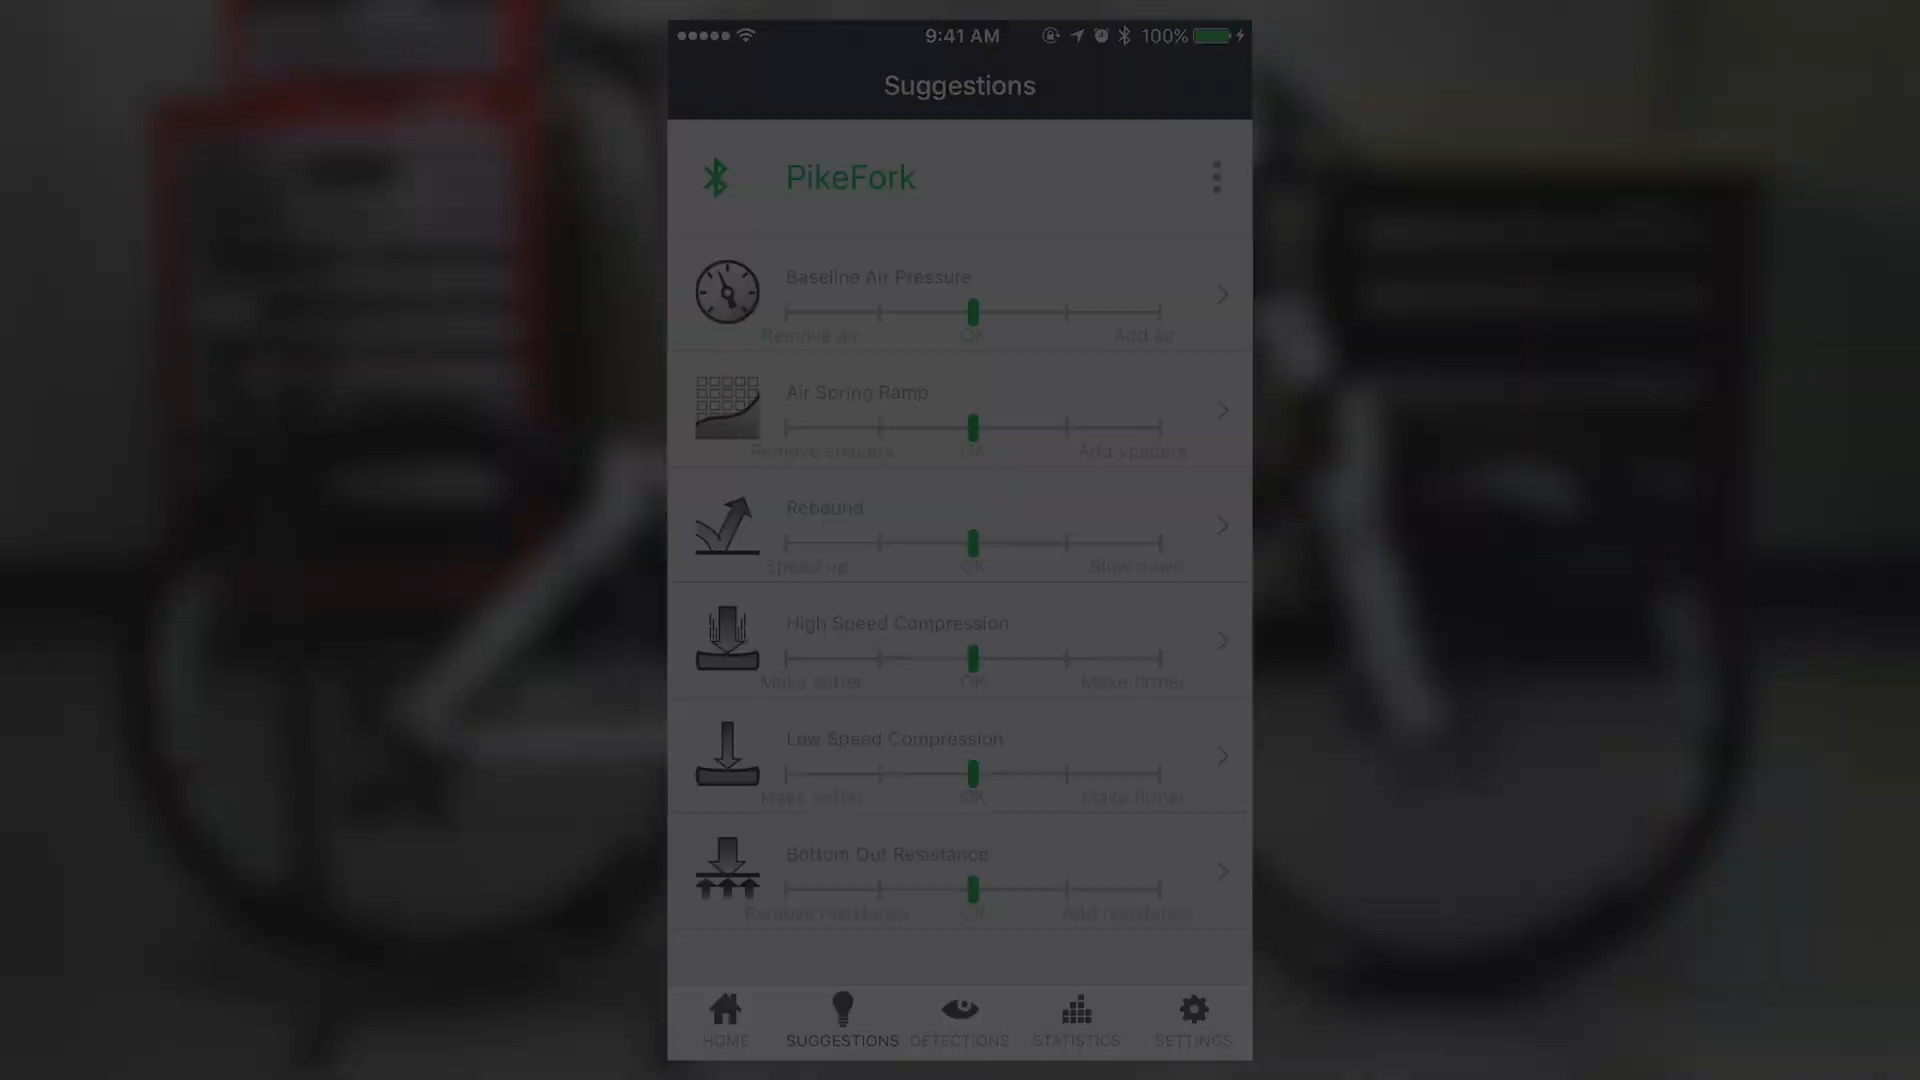 9:41 AM 100%
Suggestions
PikeFork
Baseline Air Pressure
Remove air OK Add air
Air Spring Ramp
Remove spacers OK Add spacers
Rebound
Speed up OK Slow down
High Speed Compression
Make softer OK Make firmer
Low Speed Compression
Make softer OK Make firmer
Bottom Out Resistance
Remove resistance OK Add resistance
HOME SUGGESTIONS DETECTIONS STATISTICS SETTINGS